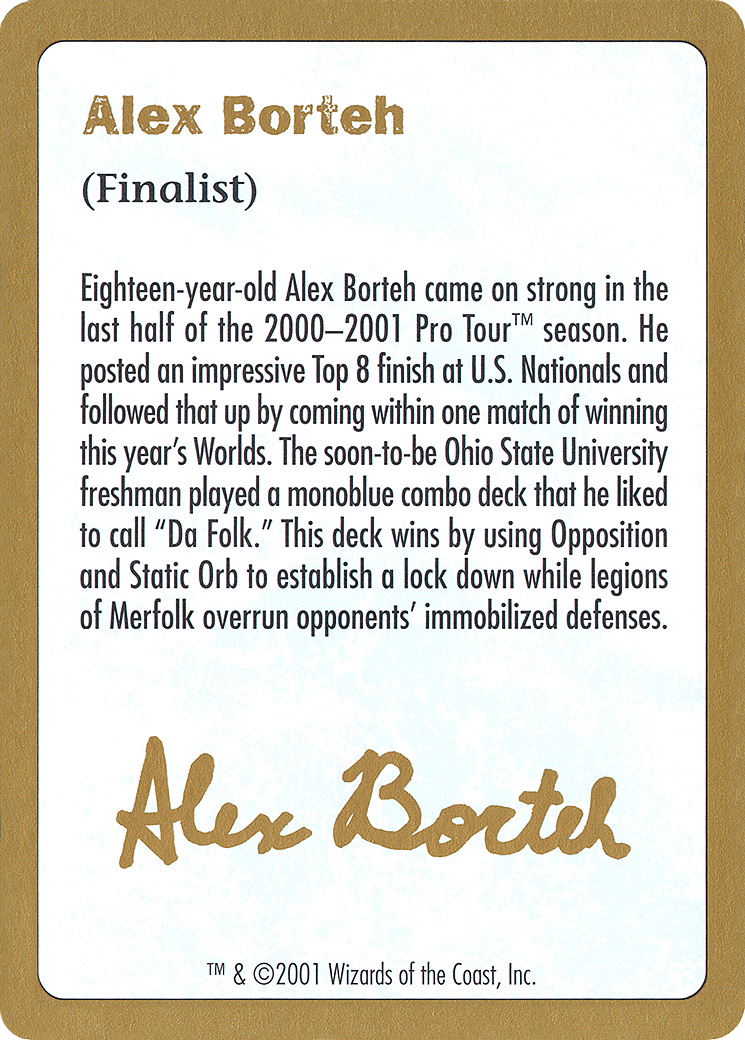 Alex Borteh
(Finalist)
Eighteen-year-old Alex Borteh came on strong in the
last half of the 2000–2001 Pro Tour™ season. He
posted an impressive Top 8 finish at U.S. Nationals and
followed that up by coming within one match of winning
this year's Worlds. The soon-to-be Ohio State University
freshman played a monoblue combo deck that he liked
to call “Da Folk.” This deck wins by using Opposition
and Static Orb to establish a lock down while legions
of Merfolk overrun opponents’ immobilized defenses.
Alex Borteh
™ & ©2001 Wizards of the Coast, Inc.